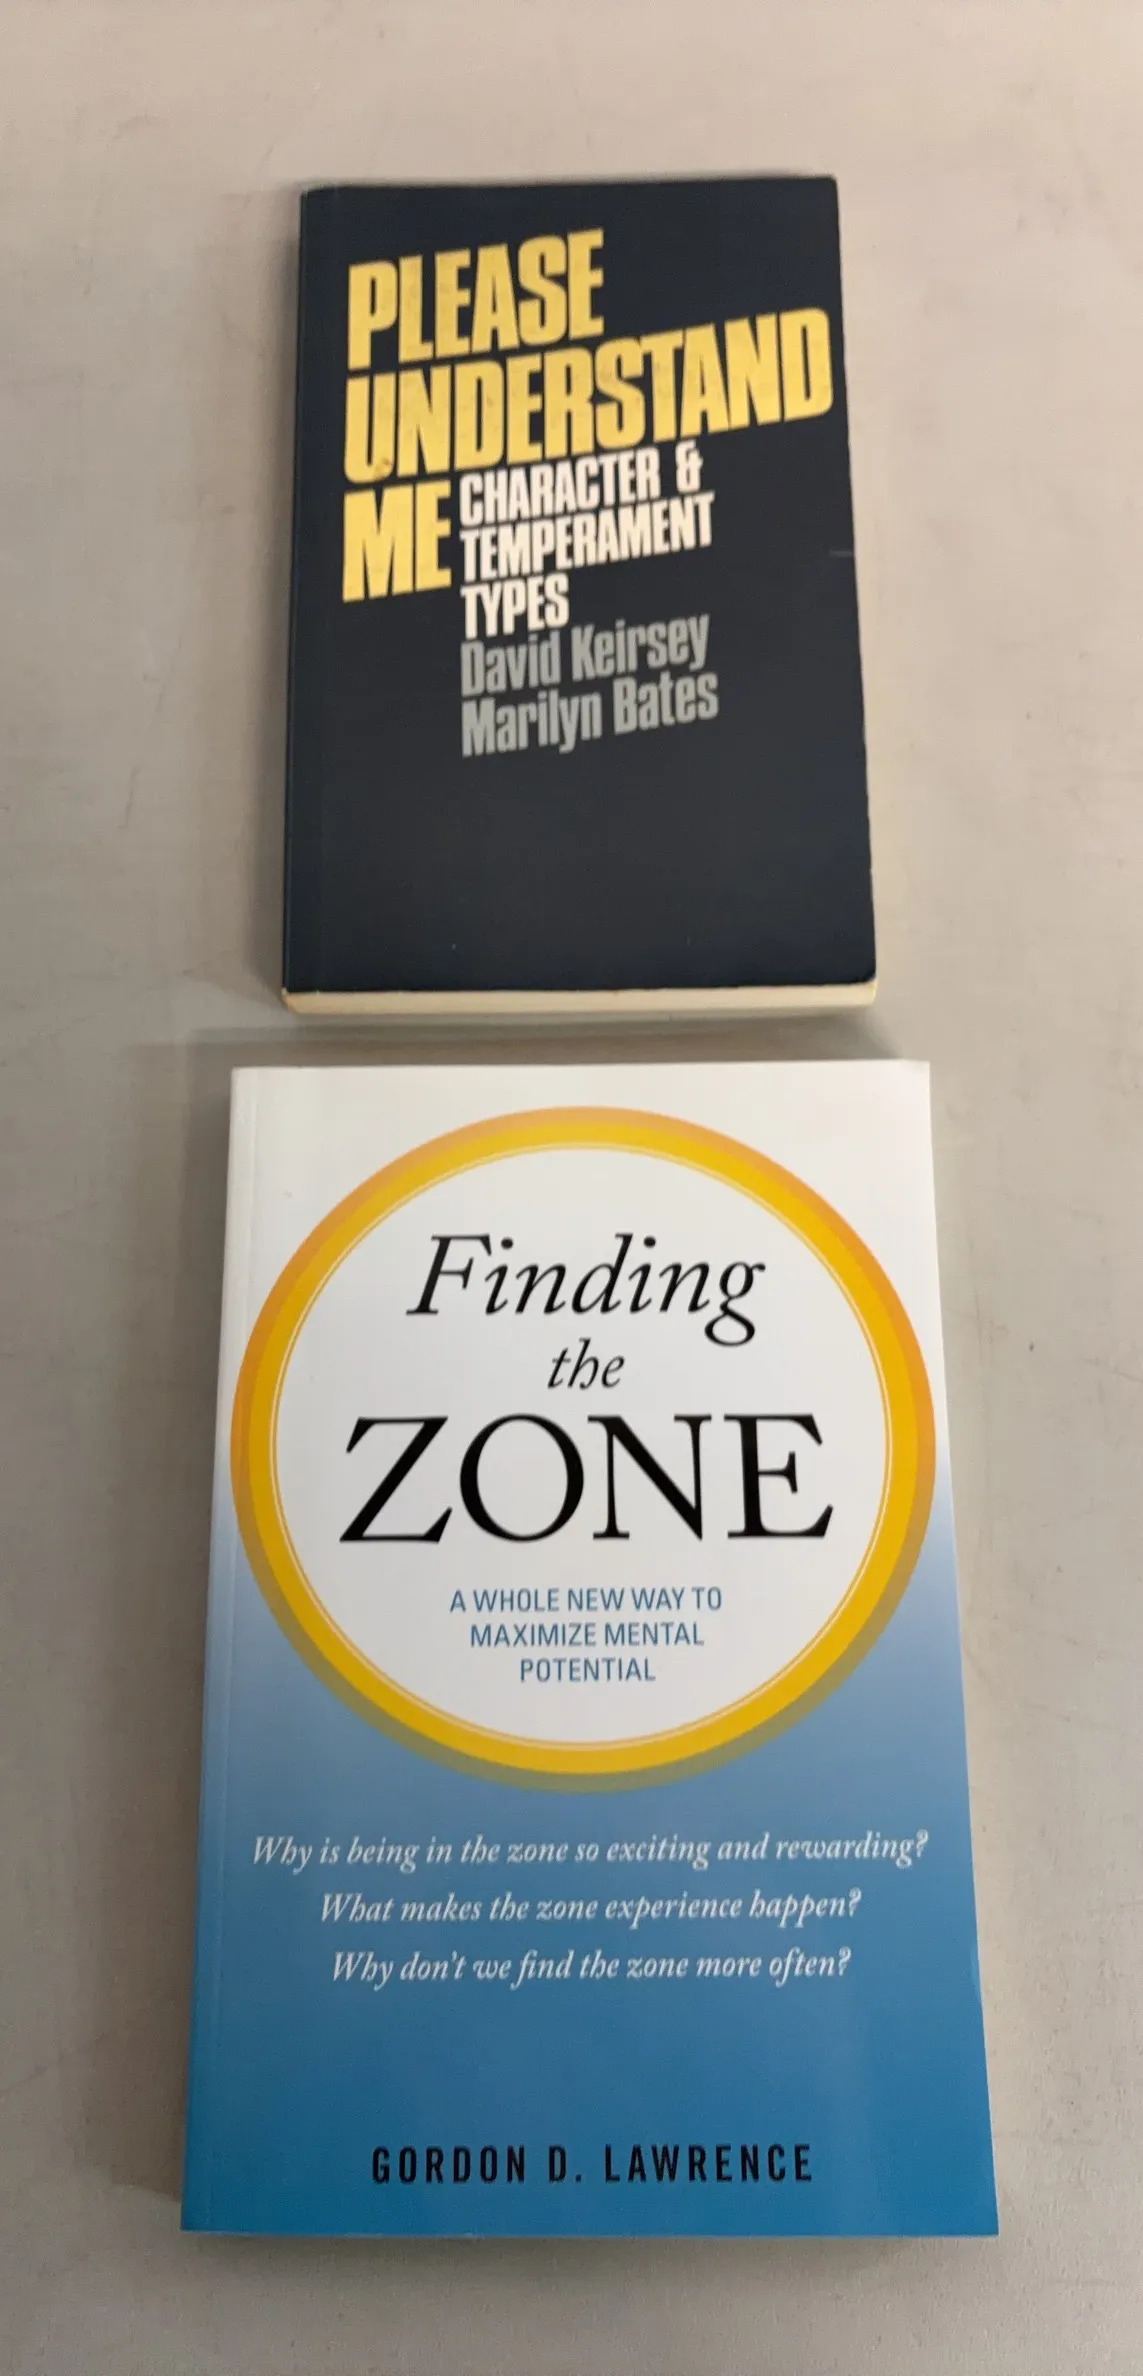 PLEASE
UNDERSTAND
ME
CHARACTER &
TEMPERAMENT
TYPES
David Keirsey
Marilyn Bates
Finding
the
ZONE
A WHOLE NEW WAY TO
MAXIMIZE MENTAL
POTENTIAL
Why is being in the zone so exciting and rewarding?
What makes the zone experience happen?
Why don't we find the zone more often?
GORDON D. LAWRENCE